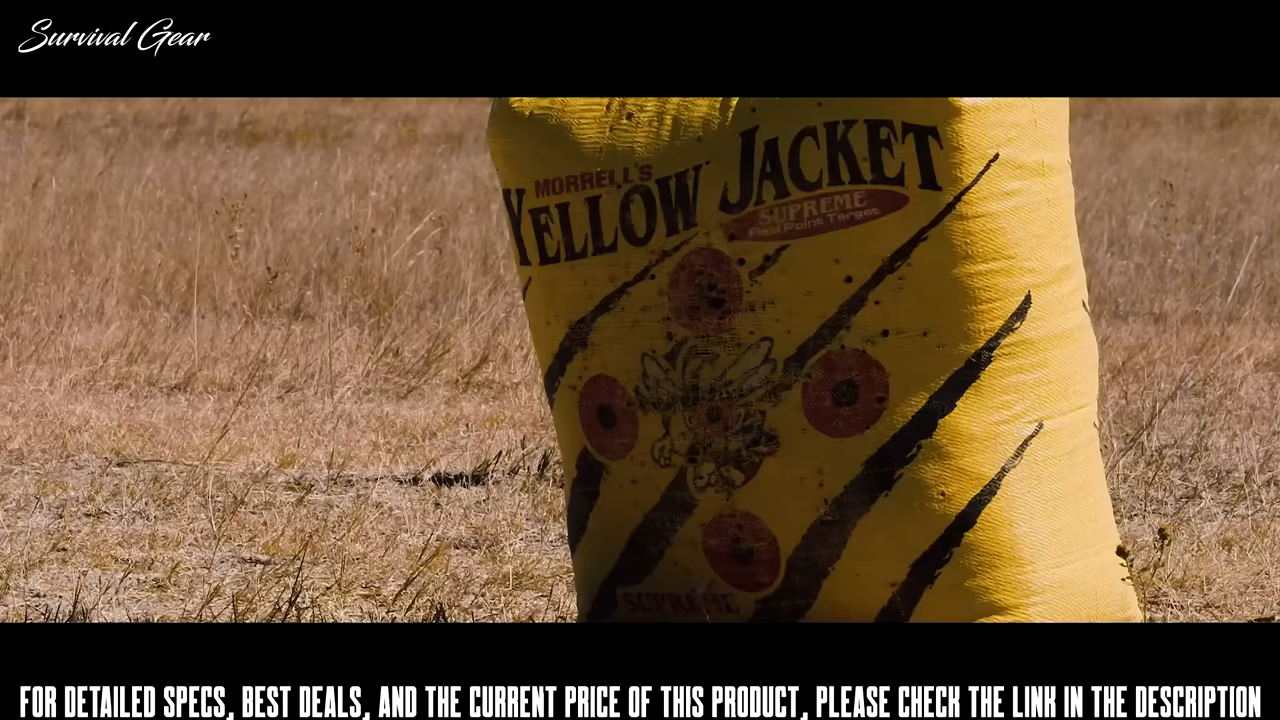 Survival Gear
MORRELL'S
YELLOW JACKET
SUPREME
Field Point Target
SUPREME
FOR DETAILED SPECS, BEST DEALS, AND THE CURRENT PRICE OF THIS PRODUCT, PLEASE CHECK THE LINK IN THE DESCRIPTION